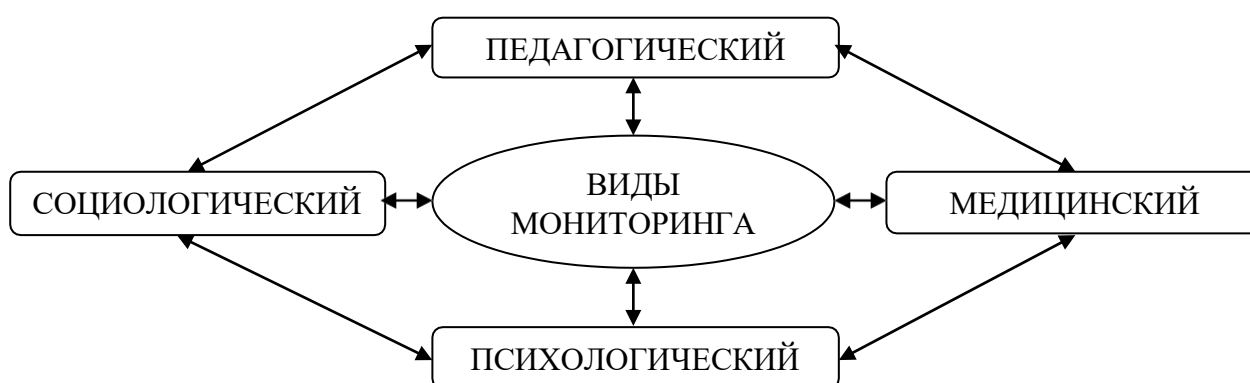 ПЕДАГОГИЧЕСКИЙ
СОЦИОЛОГИЧЕСКИЙ
ВИДЫ
МОНИТОРИНГА
МЕДИЦИНСКИЙ
ПСИХОЛОГИЧЕСКИЙ